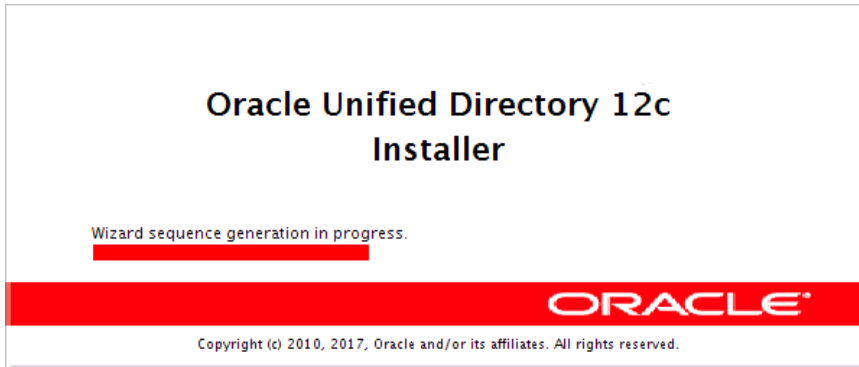 Oracle Unified Directory 12c
Installer
Wizard sequence generation in progress.
ORACLE®
Copyright (c) 2010, 2017, Oracle and/or its affiliates. All rights reserved.